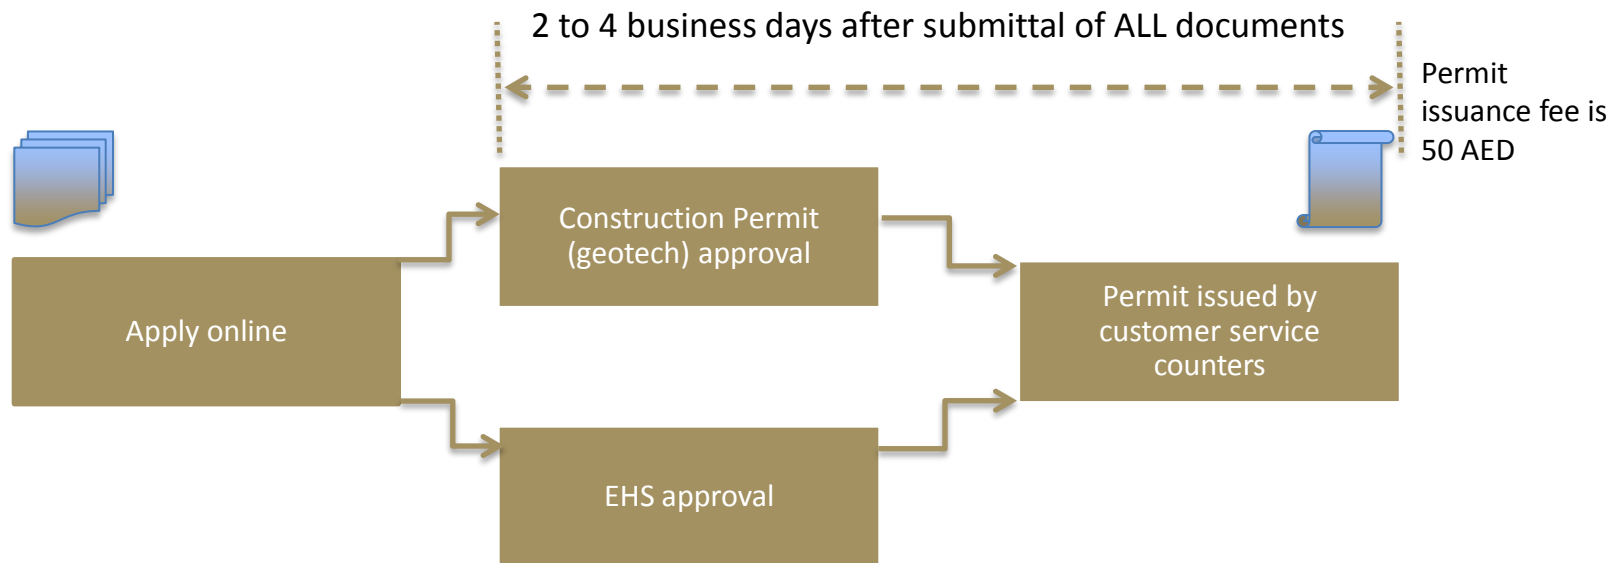 2 to 4 business days after submittal of ALL documents
Permit
issuance fee is
50 AED
Construction Permit
(geotech) approval
Apply online
Permit issued by
customer service
counters
EHS approval